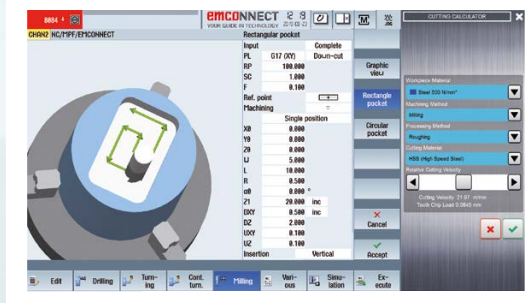 8884
emCONNECT
YOUR GUIDE IN TECHNOLOGY
CUTTING CALCULATOR
CHAN2 NC/MPF/EMCONNECT
Rectangular pocket
Input Complete
PL G17 (XY) Down-cut
RP 100.000
SC 1.000
F 0.100
Ref. point
Machining
Single position
X0 0.000
Y0 0.000
Z0 0.000
W 5.000
L 10.000
R 0.500
α0 0.000 °
Z1 20.000 inc
DXY 0.500 inc
DZ 2.000
UXY 0.100
UZ 0.100
Insertion Vertical
Graphic view
Rectangle pocket
Circular pocket
Cancel
Accept
Workpiece Material
Steel 500 N/mm²
Machining Method
Milling
Processing Method
Roughing
Cutting Material
HSS (High Speed Steel)
Relative Cutting Velocity
Cutting Velocity
Tooth Chip Load
Edit
Drilling
Turn-ing
Cont. turn.
Milling
Vari-ous
Simu-lation
Ex-ecute